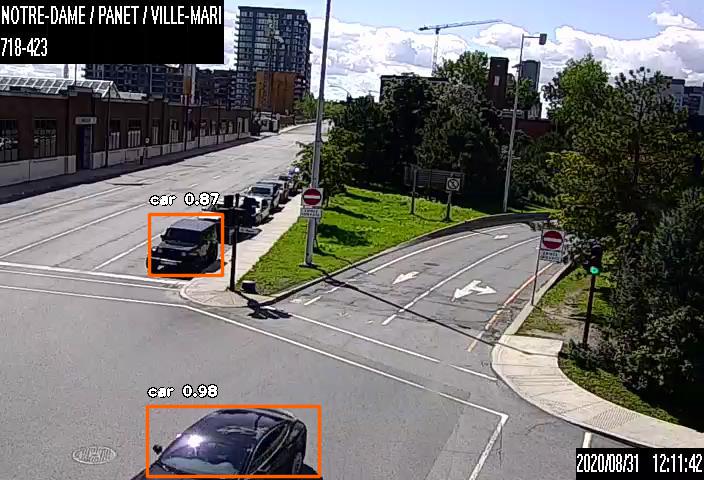 NOTRE-DAME / PANET / VILLE-MARI
718-423
car 0.87
car 0.98
2020/08/31 12:11:42